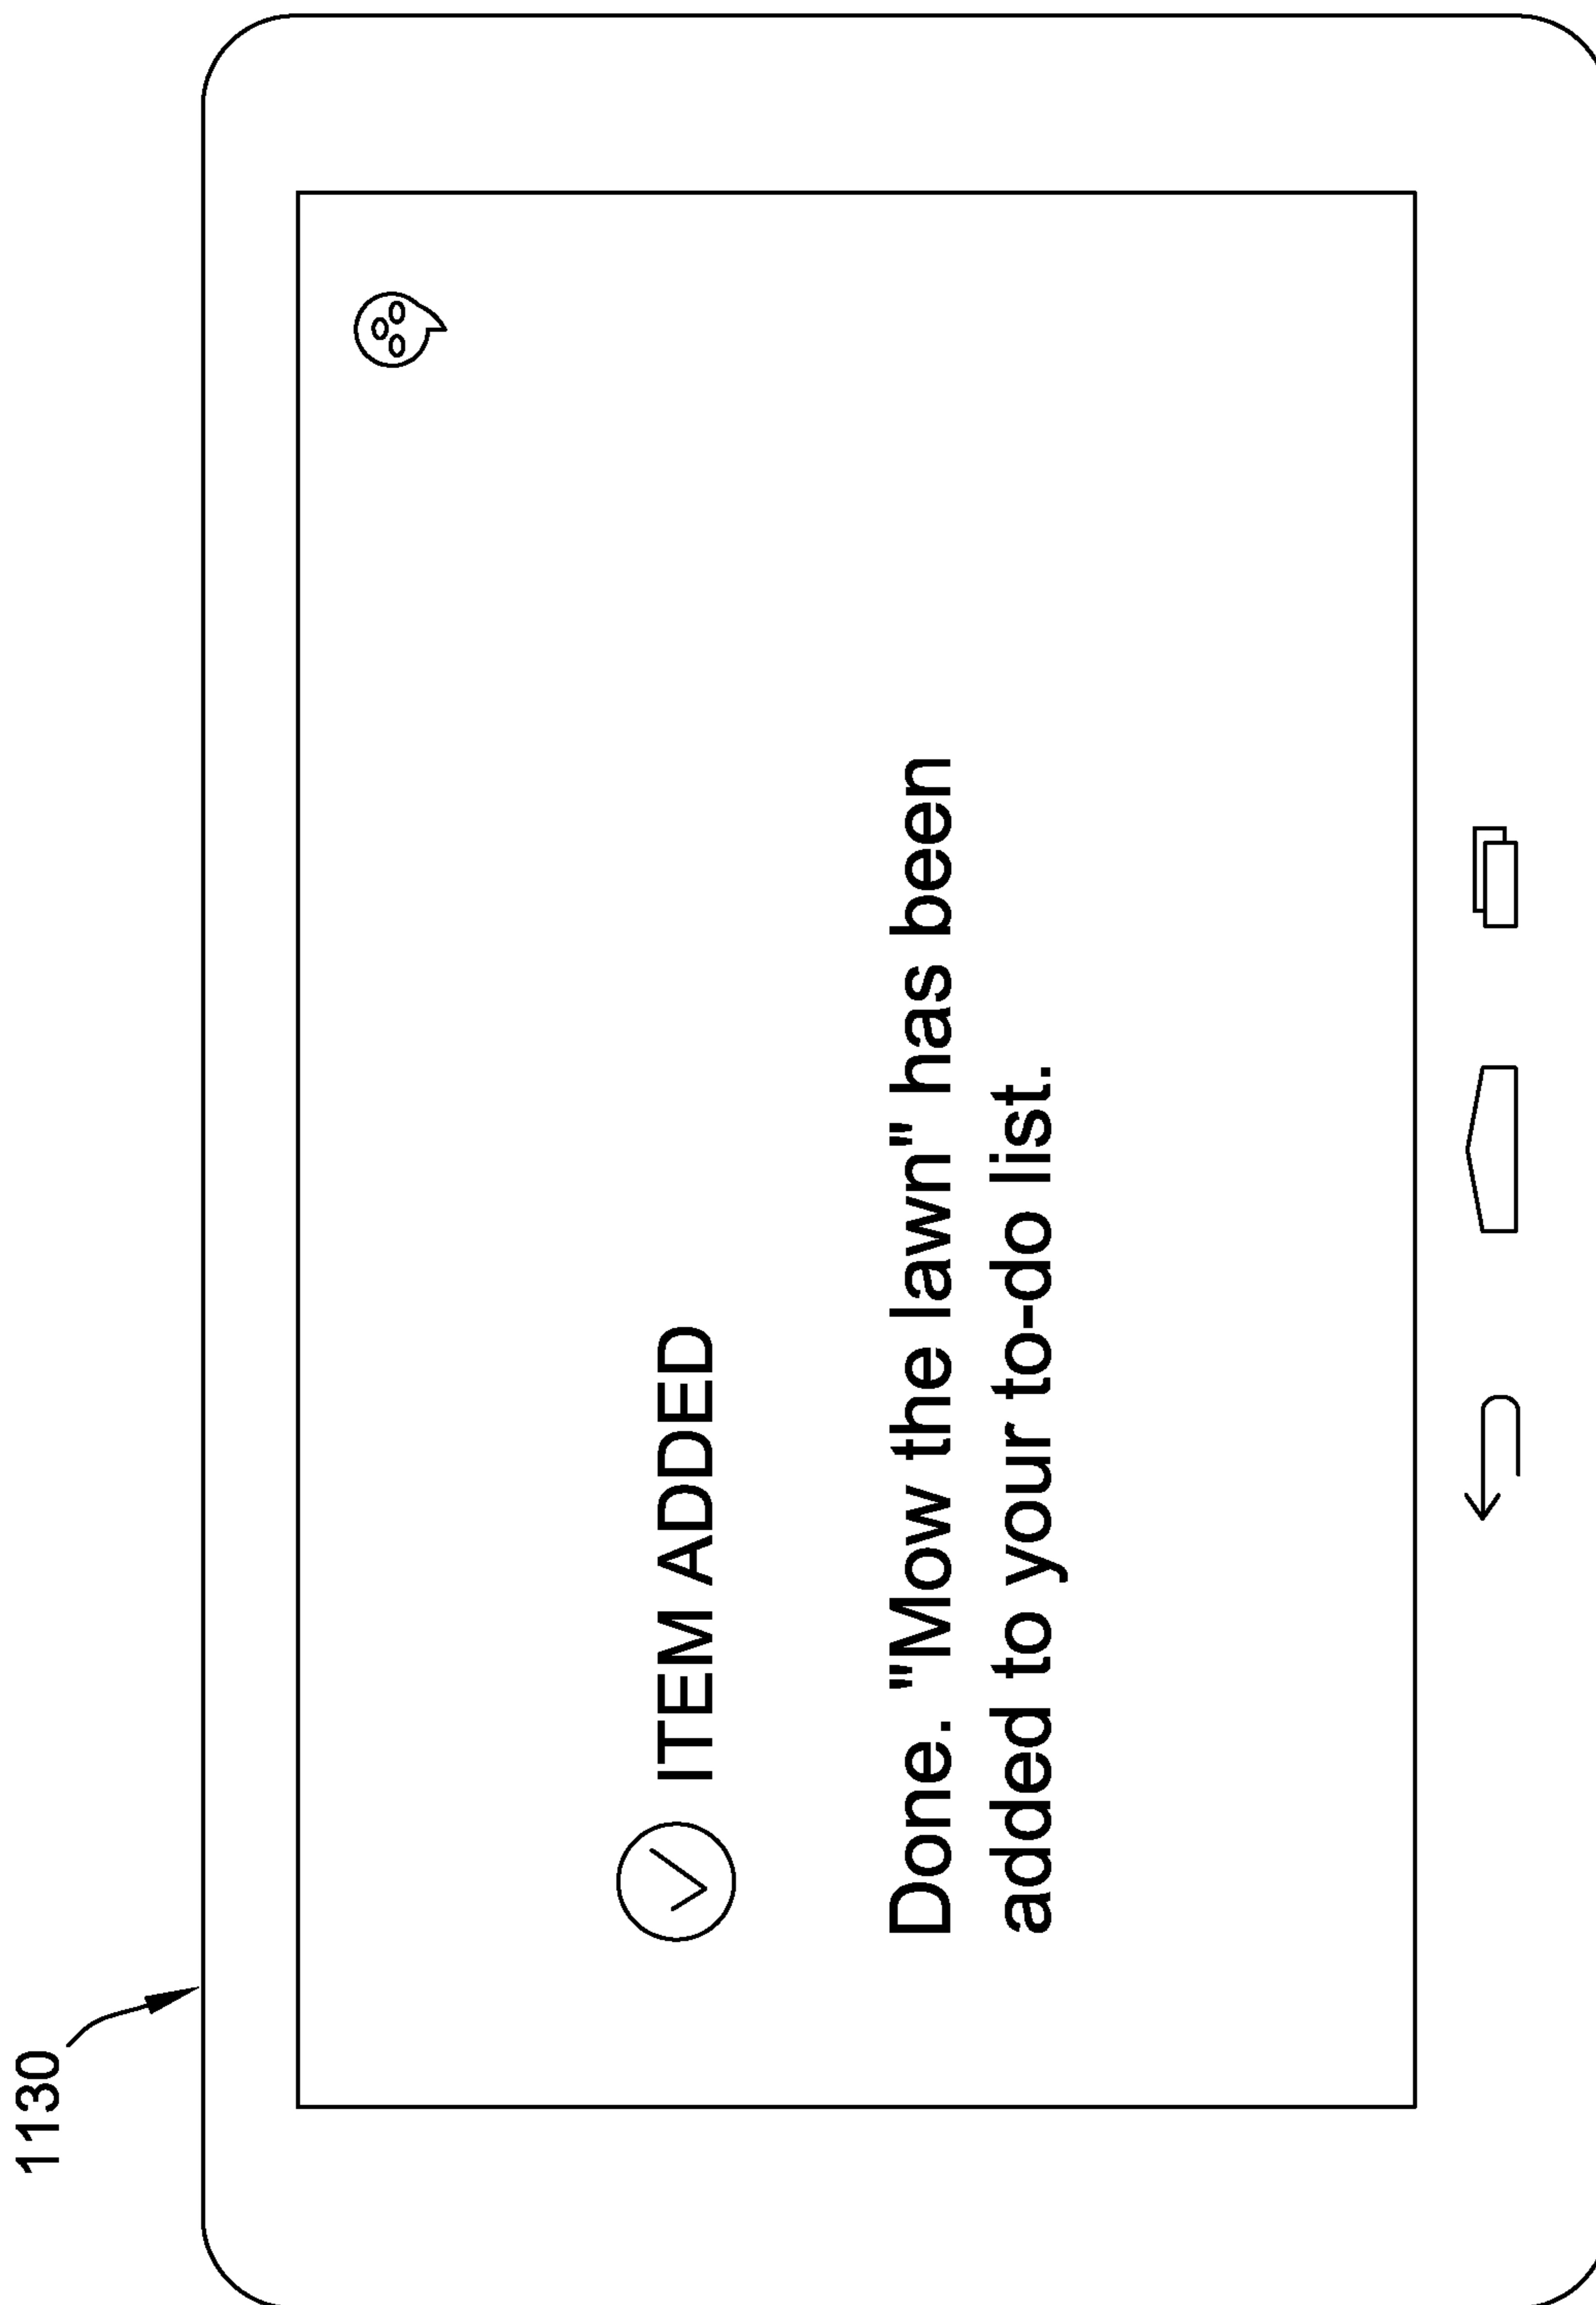 1130
ITEM ADDED
Done. "Mow the lawn" has been
added to your to-do list.